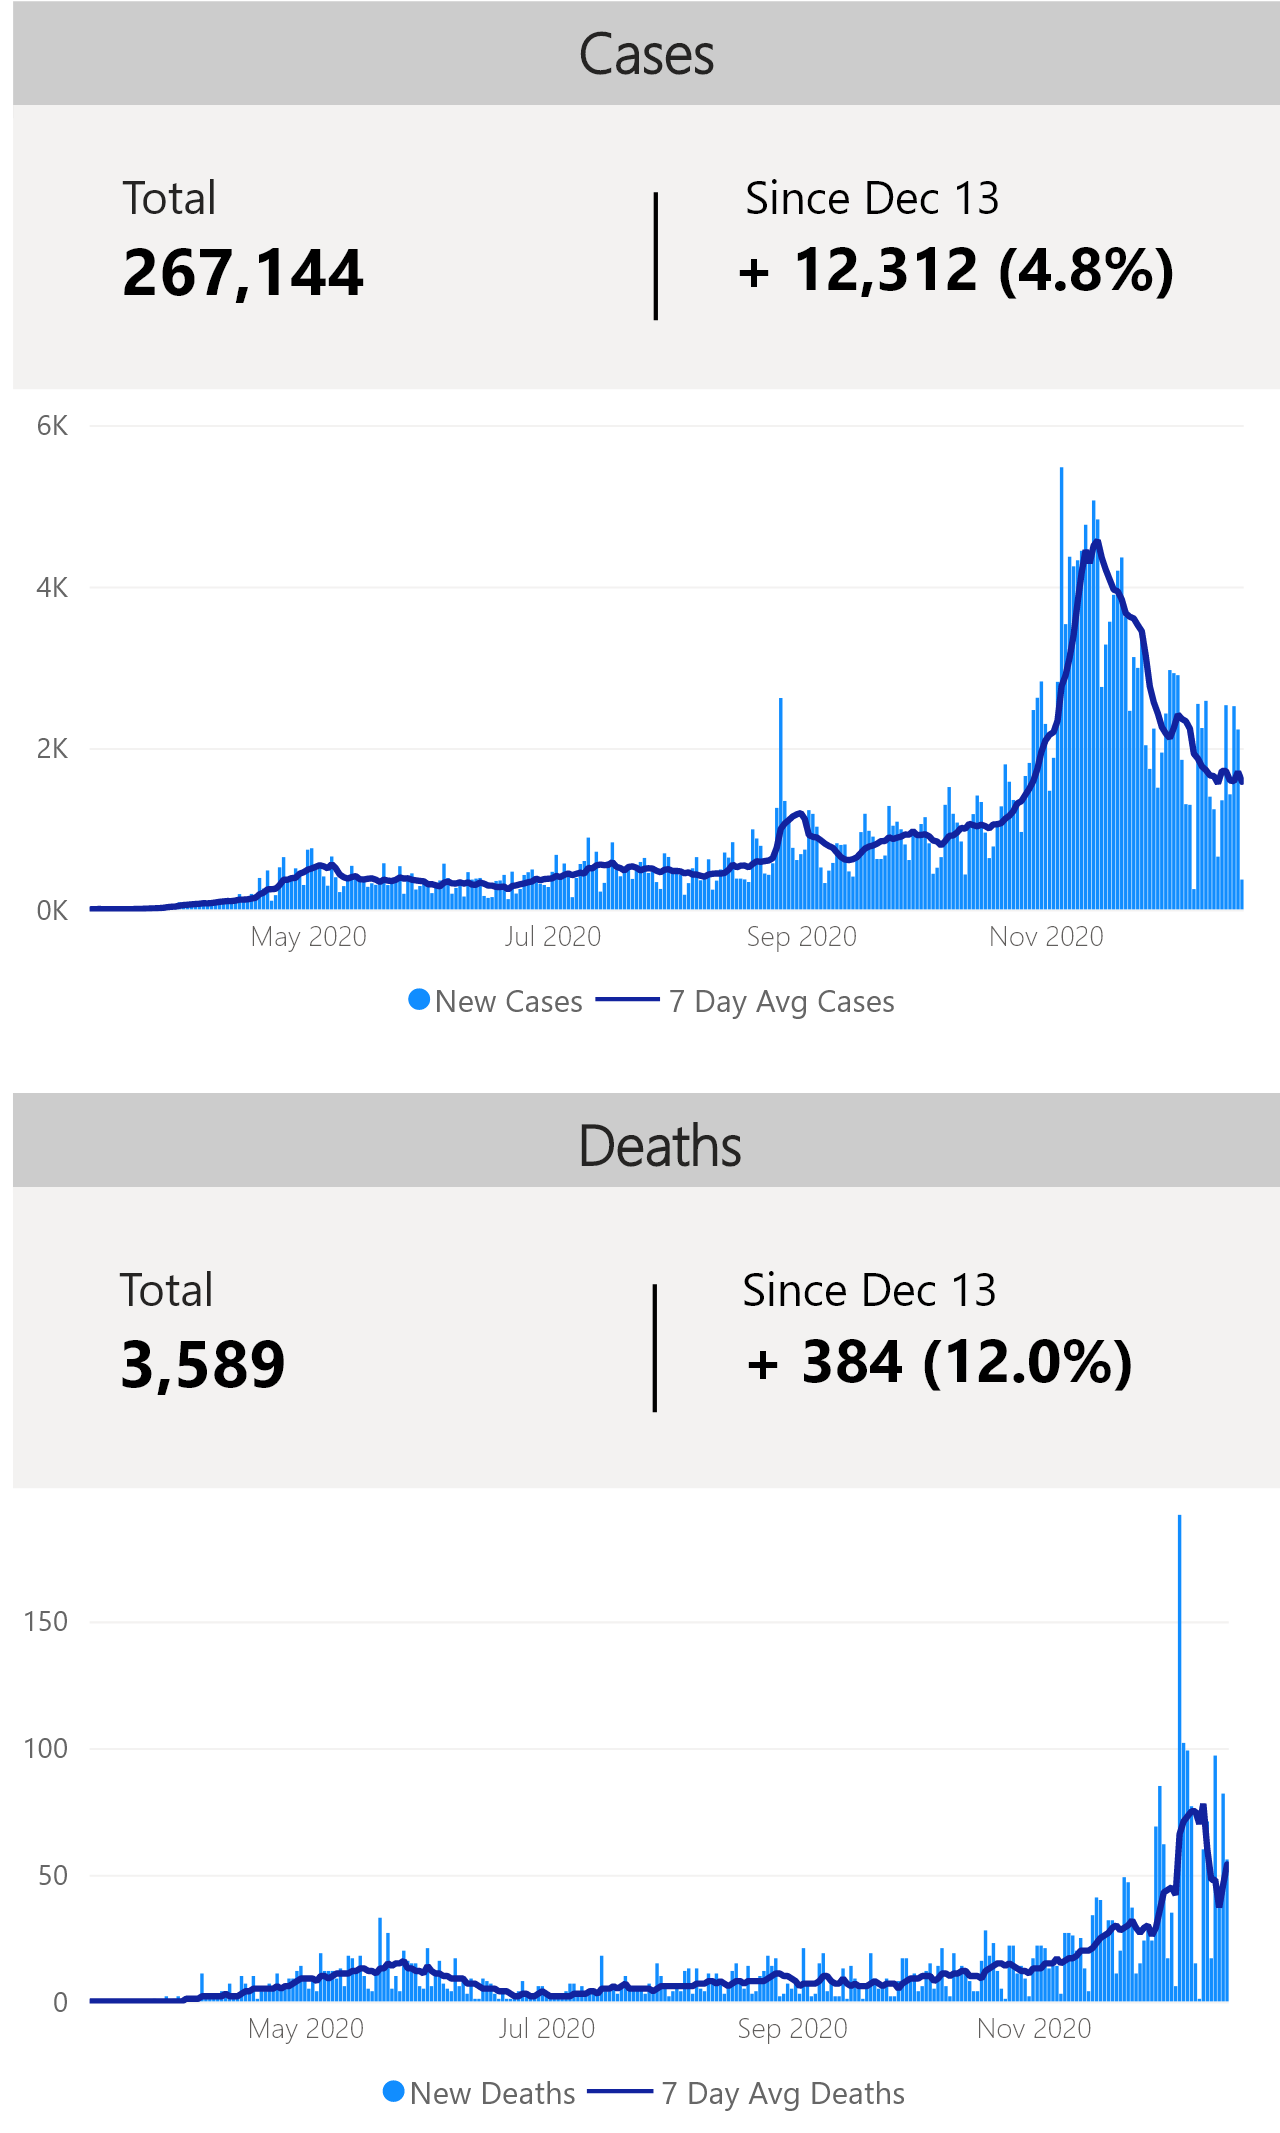 Cases
Total
Since Dec 13
267,144
+ 12,312 (4.8%)
6K
4K
2K
0K
May 2020
Jul 2020
Sep 2020
Nov 2020
New Cases
7 Day Avg Cases
Deaths
Total
Since Dec 13
3,589
+ 384 (12.0%)
150
100
50
0
May 2020
Jul 2020
Sep 2020
Nov 2020
New Deaths
7 Day Avg Deaths